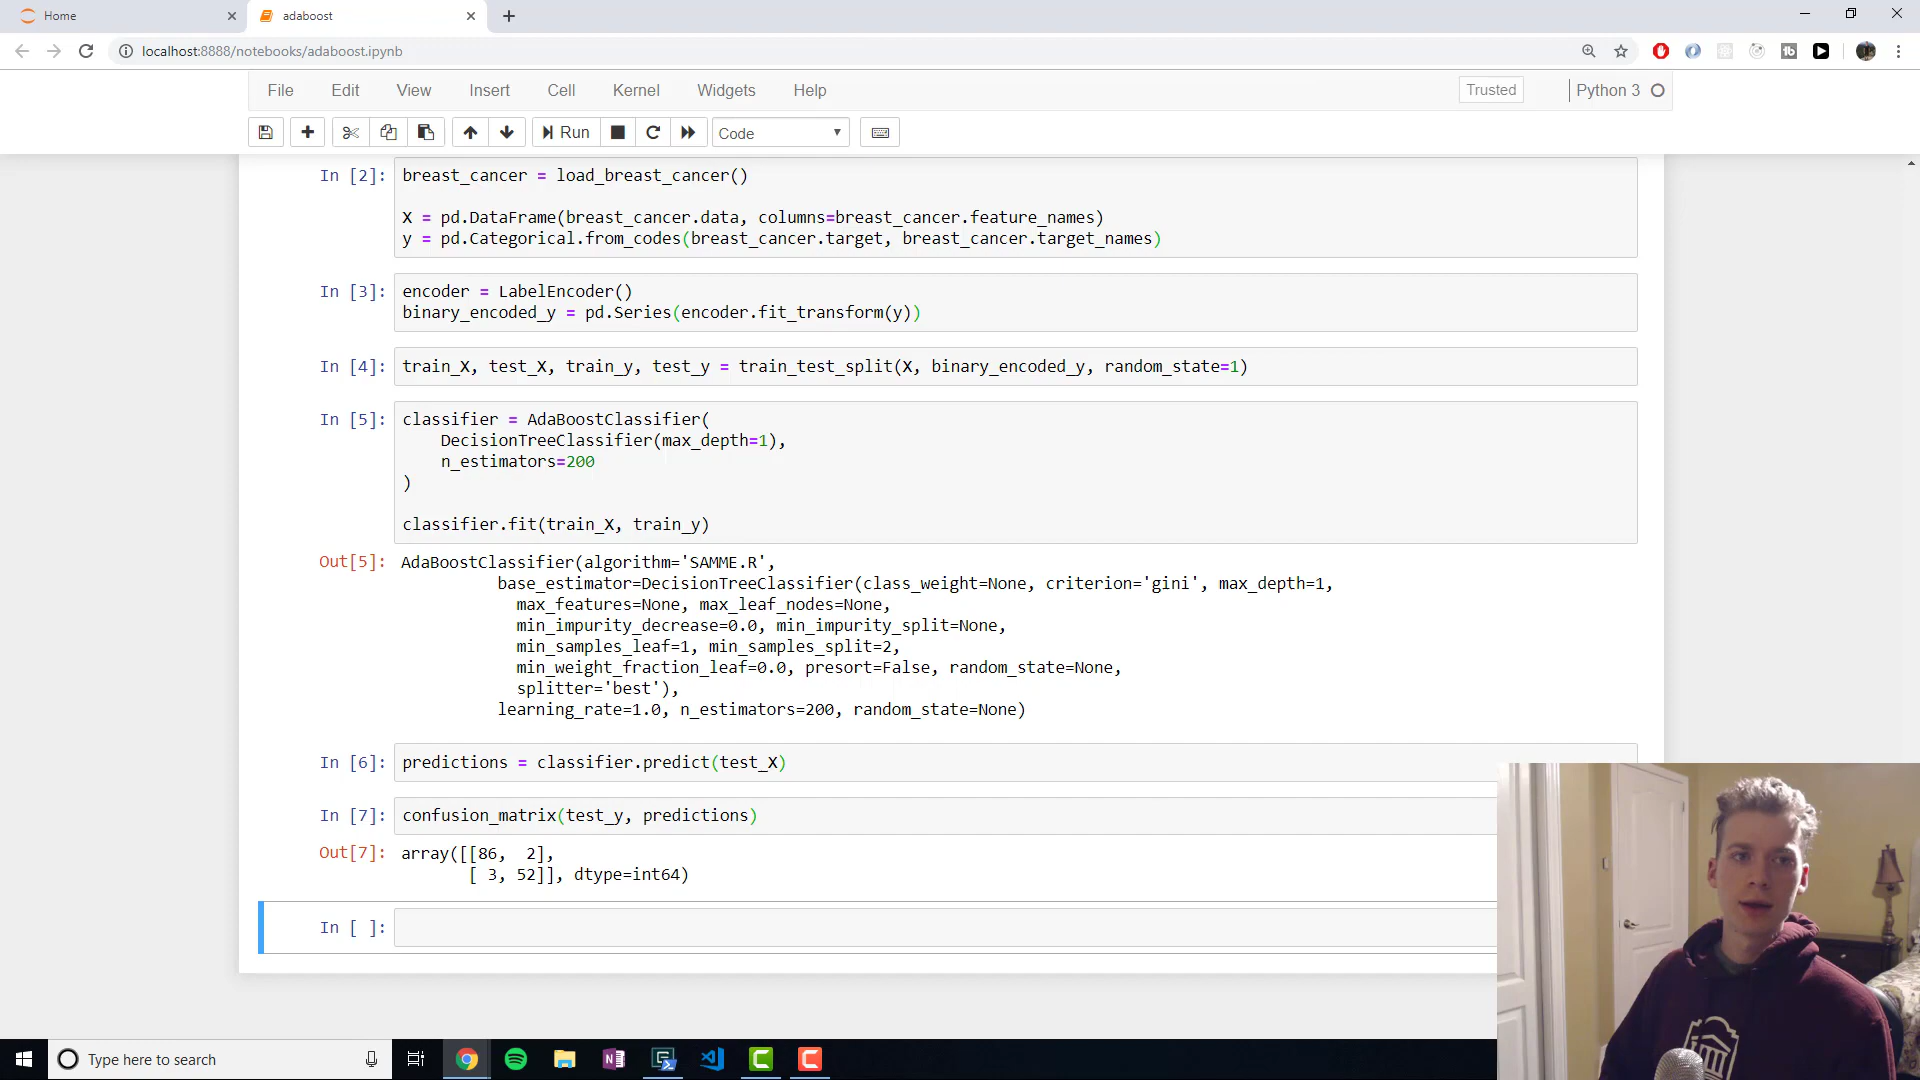 Home
adaboost
localhost:8888/notebooks/adaboost.ipynb
File Edit View Insert Cell Kernel Widgets Help
Trusted
Python 3
Run
Code
In [2]:
breast_cancer = load_breast_cancer()
X = pd.DataFrame(breast_cancer.data, columns=breast_cancer.feature_names)
y = pd.Categorical.from_codes(breast_cancer.target, breast_cancer.target_names)
In [3]:
encoder = LabelEncoder()
binary_encoded_y = pd.Series(encoder.fit_transform(y))
In [4]:
train_X, test_X, train_y, test_y = train_test_split(X, binary_encoded_y, random_state=1)
In [5]:
classifier = AdaBoostClassifier(
DecisionTreeClassifier(max_depth=1),
n_estimators=200
)
classifier.fit(train_X, train_y)
Out[5]:
AdaBoostClassifier(algorithm='SAMME.R',
base_estimator=DecisionTreeClassifier(class_weight=None, criterion='gini', max_depth=1,
max_features=None, max_leaf_nodes=None,
min_impurity_decrease=0.0, min_impurity_split=None,
min_samples_leaf=1, min_samples_split=2,
min_weight_fraction_leaf=0.0, presort=False, random_state=None,
splitter='best'),
learning_rate=1.0, n_estimators=200, random_state=None)
In [6]:
predictions = classifier.predict(test_X)
In [7]:
confusion_matrix(test_y, predictions)
Out[7]:
array([[86, 2],
[ 3, 52]], dtype=int64)
In [ ]:
Type here to search